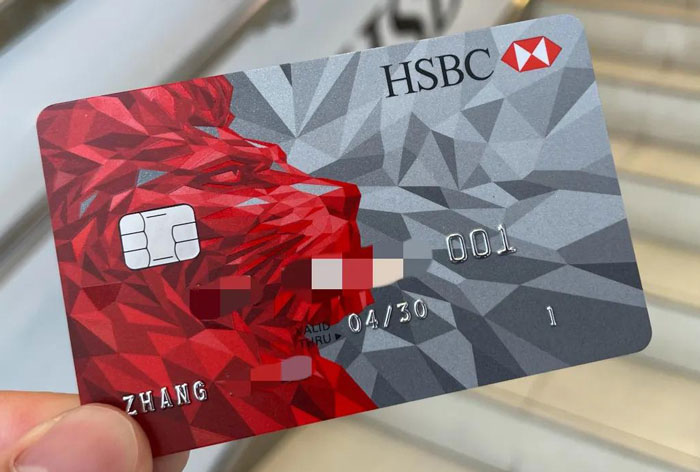 HSBC
001
VALID
THRU
04/30
1
ZHANG